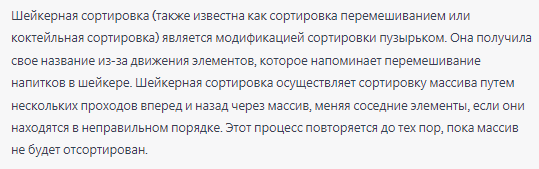 Шейкерная сортировка (также известна как сортировка перемешиванием или
коктейльная сортировка) является модификацией сортировки пузырьком. Она получила
свое название из-за движения элементов, которое напоминает перемешивание
напитков в шейкере. Шейкерная сортировка осуществляет сортировку массива путем
нескольких проходов вперед и назад через массив, меняя соседние элементы, если они
находятся в неправильном порядке. Этот процесс повторяется до тех пор, пока массив
не будет отсортирован.